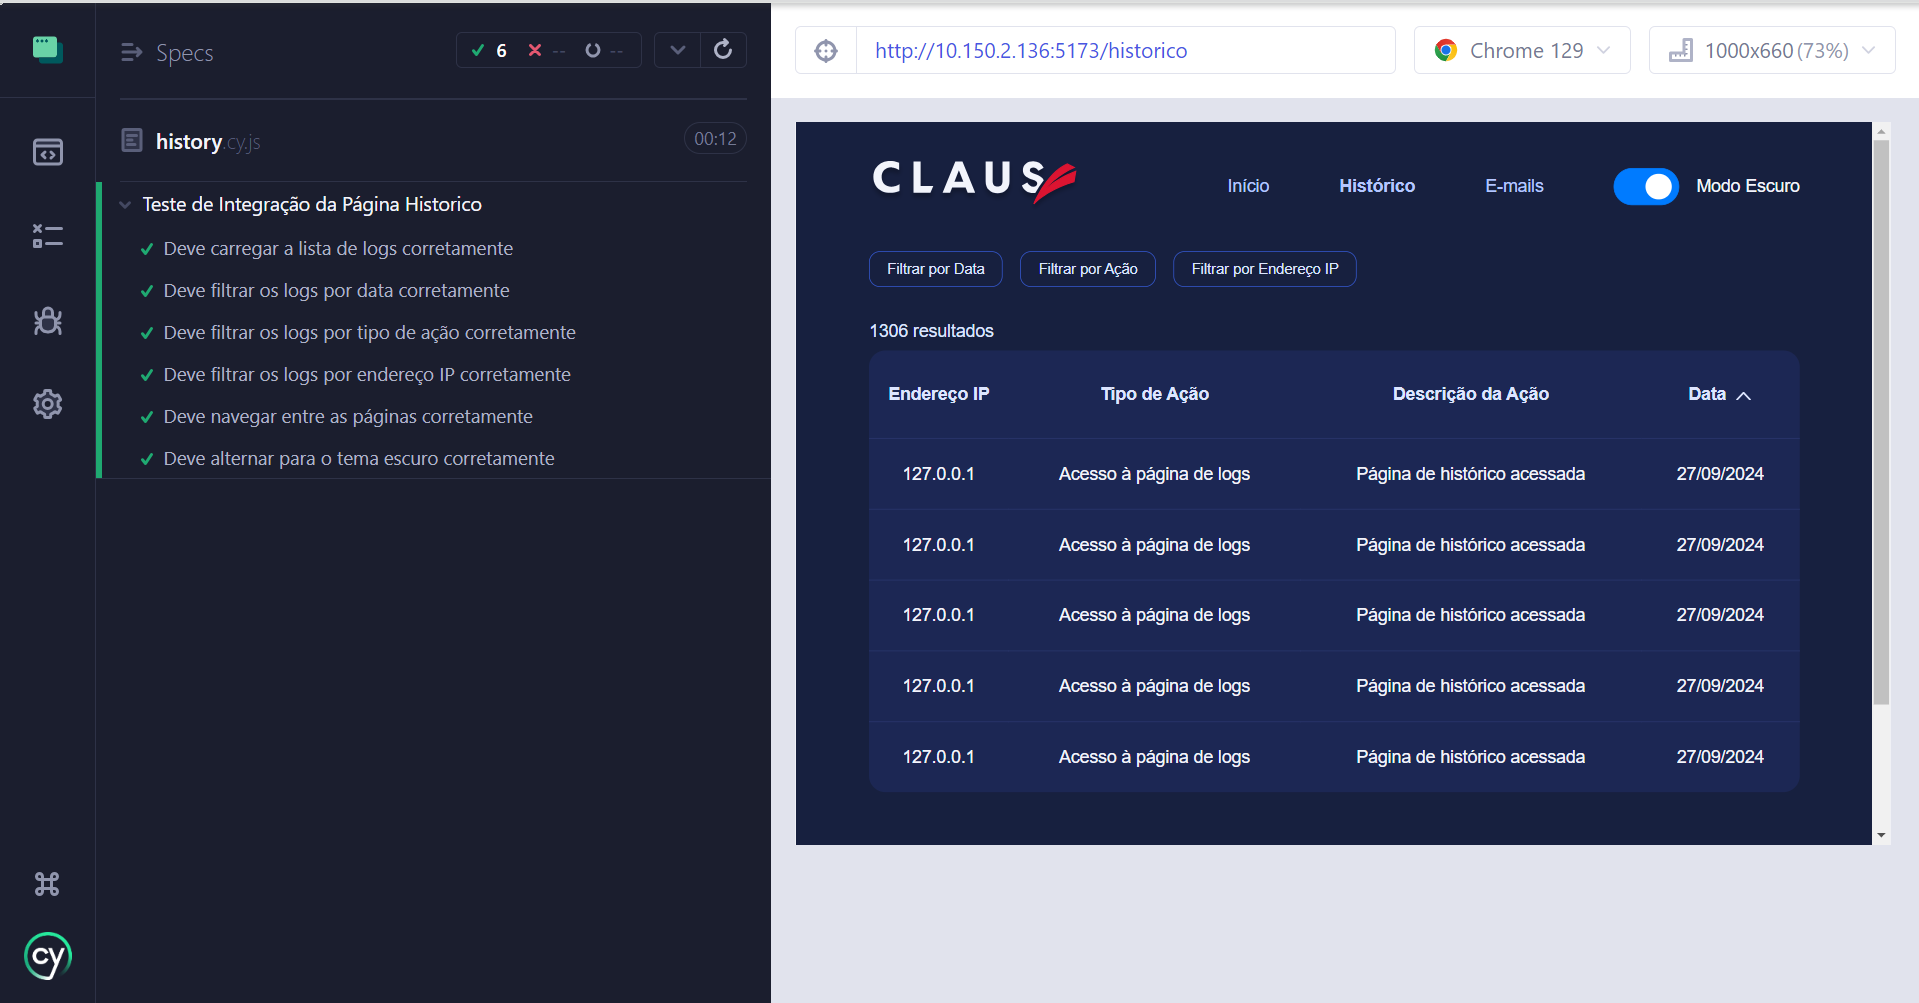 Specs
6 -- --
history.cy.js
00:12
Teste de Integração da Página Historico
Deve carregar a lista de logs corretamente
Deve filtrar os logs por data corretamente
Deve filtrar os logs por tipo de ação corretamente
Deve filtrar os logs por endereço IP corretamente
Deve navegar entre as páginas corretamente
Deve alternar para o tema escuro corretamente
cy
http://10.150.2.136:5173/historico
Chrome 129
1000x660 (73%)
CLAUS
Início
Histórico
E-mails
Modo Escuro
Filtrar por Data
Filtrar por Ação
Filtrar por Endereço IP
1306 resultados
Endereço IP Tipo de Ação Descrição da Ação Data
127.0.0.1 Acesso à página de logs Página de histórico acessada 27/09/2024
127.0.0.1 Acesso à página de logs Página de histórico acessada 27/09/2024
127.0.0.1 Acesso à página de logs Página de histórico acessada 27/09/2024
127.0.0.1 Acesso à página de logs Página de histórico acessada 27/09/2024
127.0.0.1 Acesso à página de logs Página de histórico acessada 27/09/2024